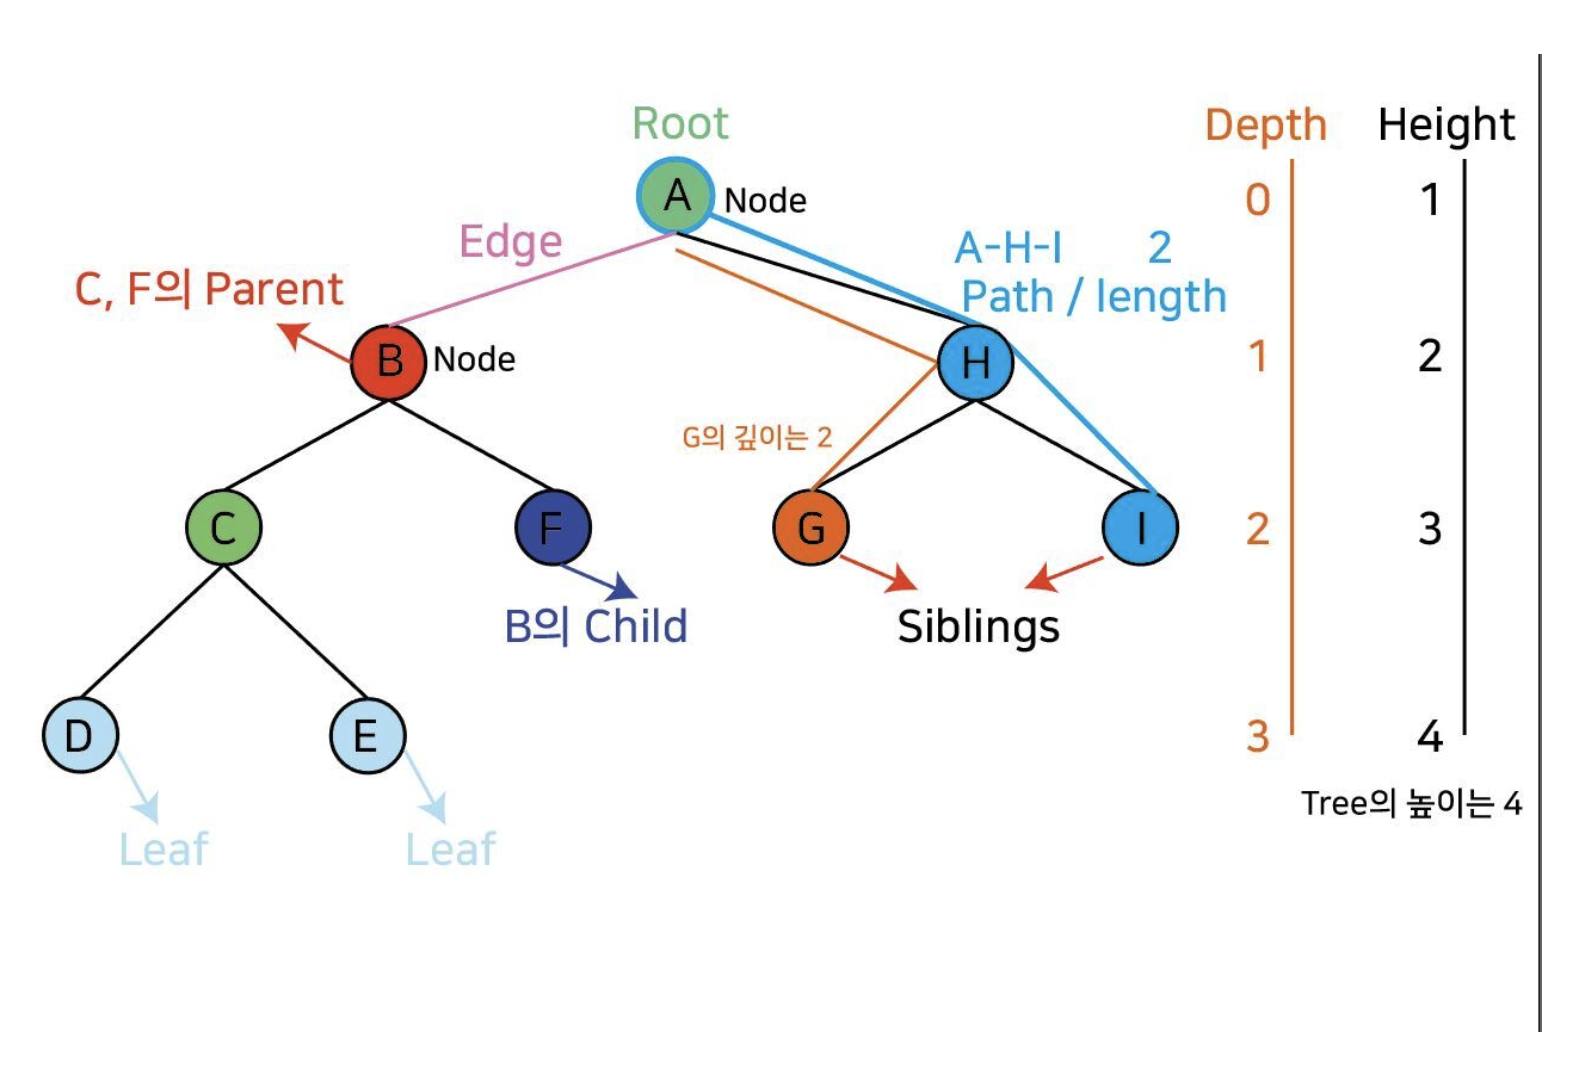 Root
Depth
Height
A
Node
0
1
Edge
A-H-I 2
Path / length
C, F의 Parent
B
Node
H
1
2
G의 깊이는 2
C
F
G
I
2
3
B의 Child
Siblings
D
E
3
4
Tree의 높이는 4
Leaf
Leaf